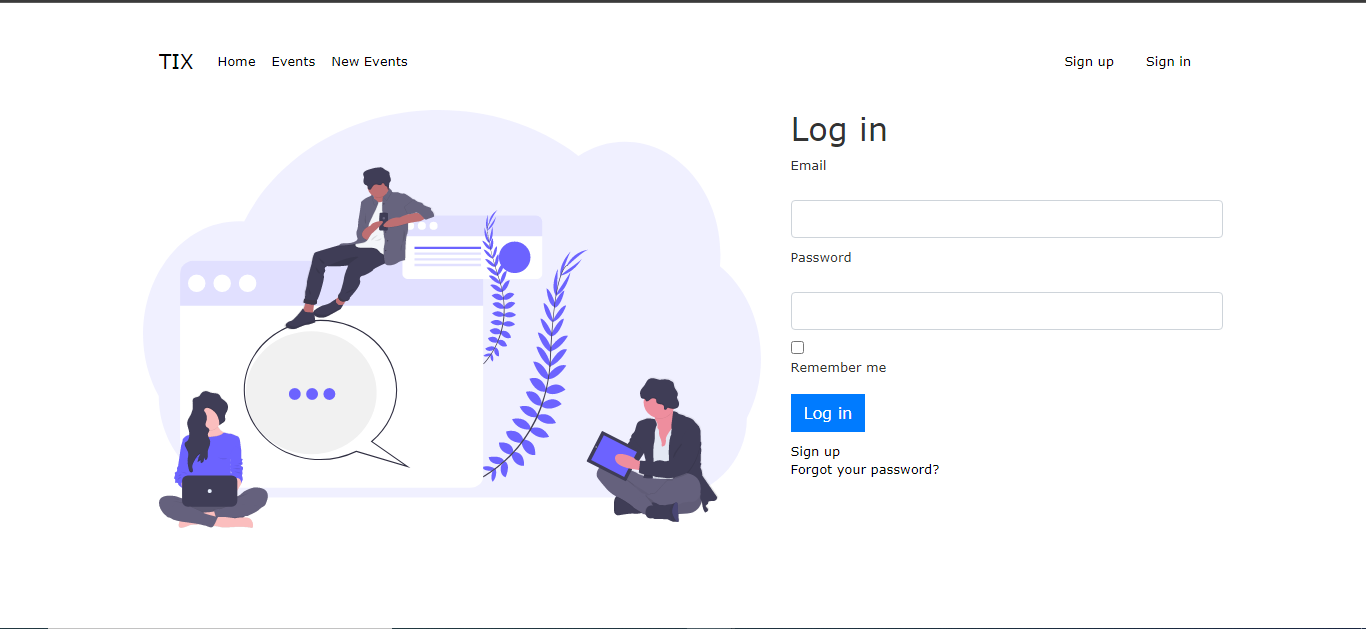 TIX Home Events New Events Sign up Sign in
Log in
Email
Password
Remember me
Log in
Sign up
Forgot your password?